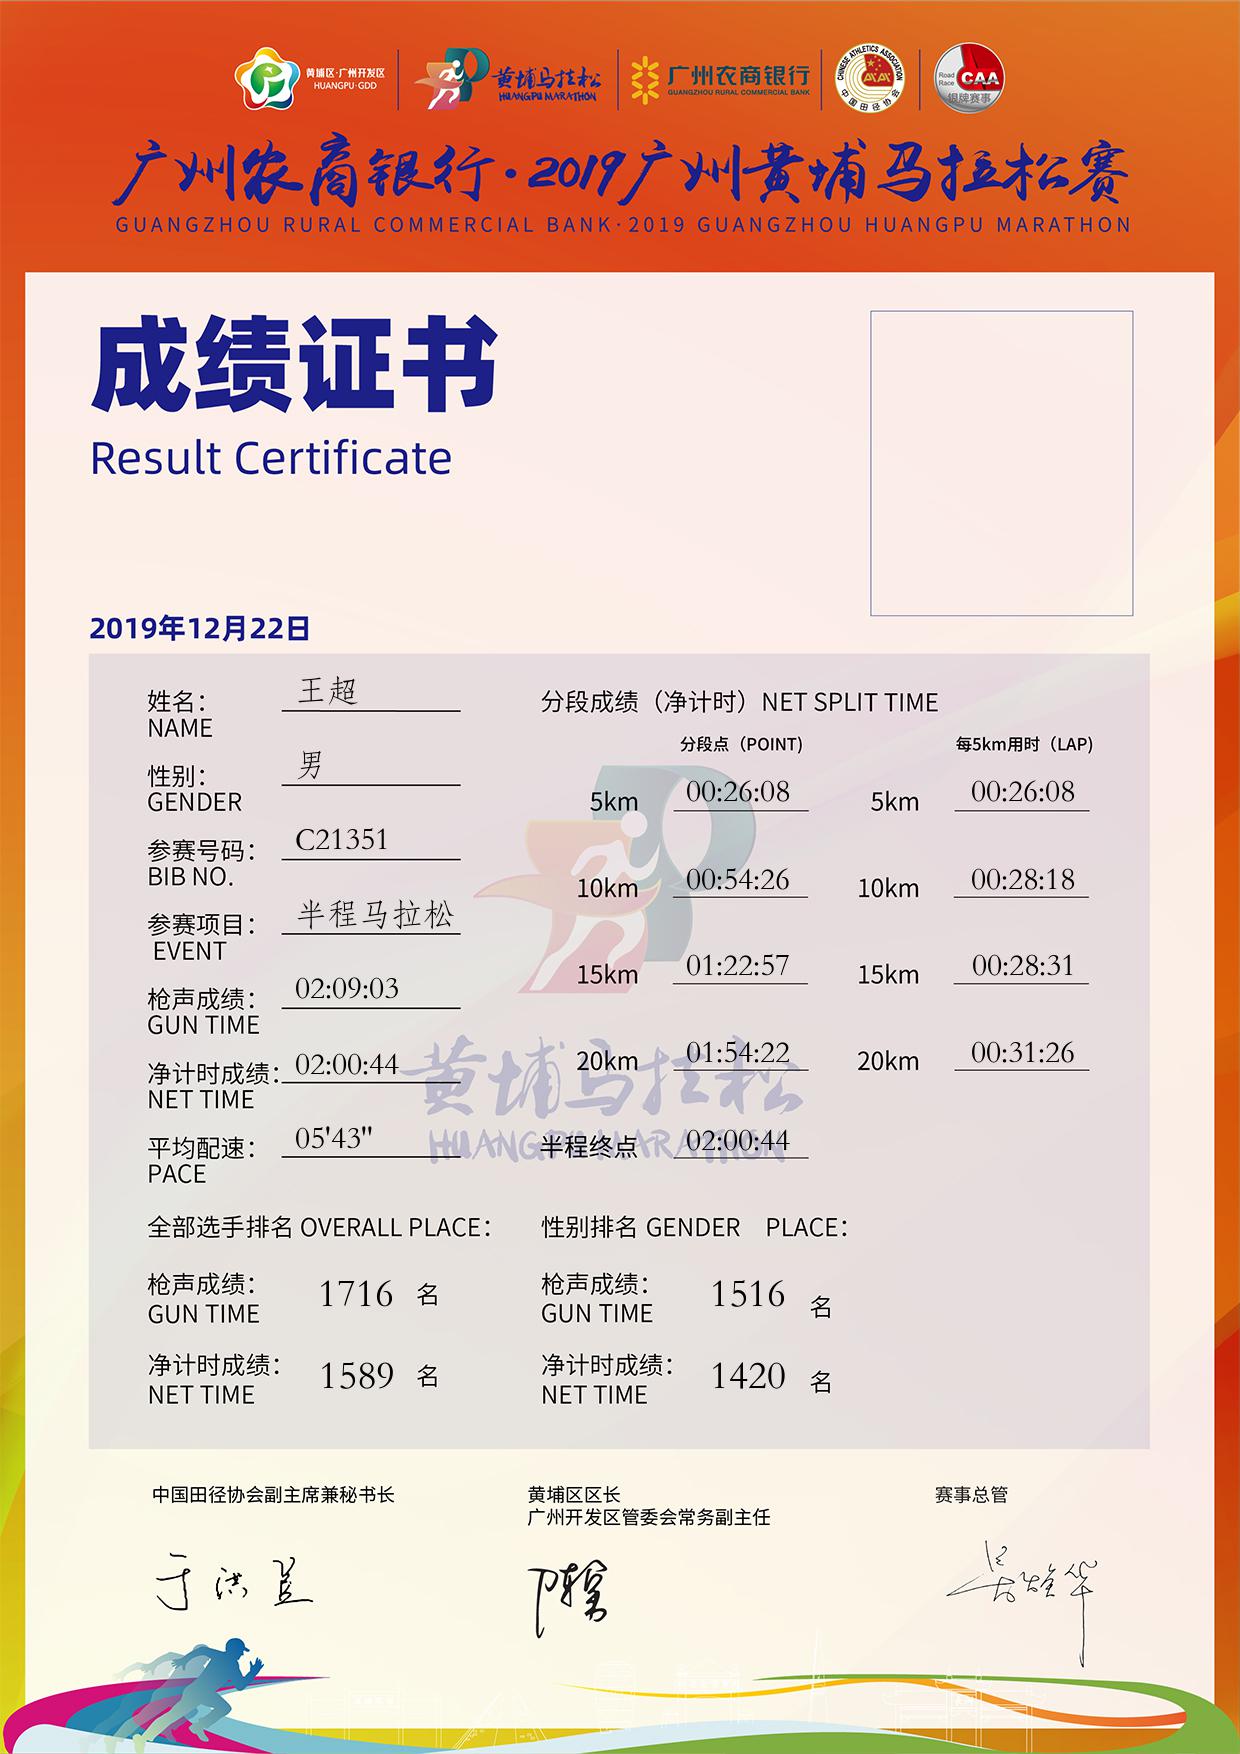 黄埔区·广州开发区
HUANGPU·GDD
黄埔马拉松
HUANGPU MARATHON
广州农商银行
GUANGZHOU RURAL COMMERCIAL BANK
CHINESE ATHLETICS ASSOCIATION
中国田径协会
Road Race CAA
银牌赛事
广州农商银行·2019广州黄埔马拉松赛
GUANGZHOU RURAL COMMERCIAL BANK·2019 GUANGZHOU HUANGPU MARATHON
成绩证书
Result Certificate
2019年12月22日
姓名： 王超
NAME
性别： 男
GENDER
参赛号码： C21351
BIB NO.
参赛项目： 半程马拉松
EVENT
枪声成绩： 02:09:03
GUN TIME
净计时成绩： 02:00:44
NET TIME
平均配速： 05'43"
PACE
分段成绩（净计时）NET SPLIT TIME
分段点（POINT） 每5km用时（LAP）
5km 00:26:08 5km 00:26:08
10km 00:54:26 10km 00:28:18
15km 01:22:57 15km 00:28:31
20km 01:54:22 20km 00:31:26
半程终点 02:00:44
黄埔马拉松
HUANGPU MARATHON
全部选手排名 OVERALL PLACE： 性别排名 GENDER PLACE：
枪声成绩： 1716 名 枪声成绩： 1516 名
GUN TIME GUN TIME
净计时成绩： 1589 名 净计时成绩： 1420 名
NET TIME NET TIME
中国田径协会副主席兼秘书长 黄埔区区长 赛事总管
广州开发区管委会常务副主任
于洪臣